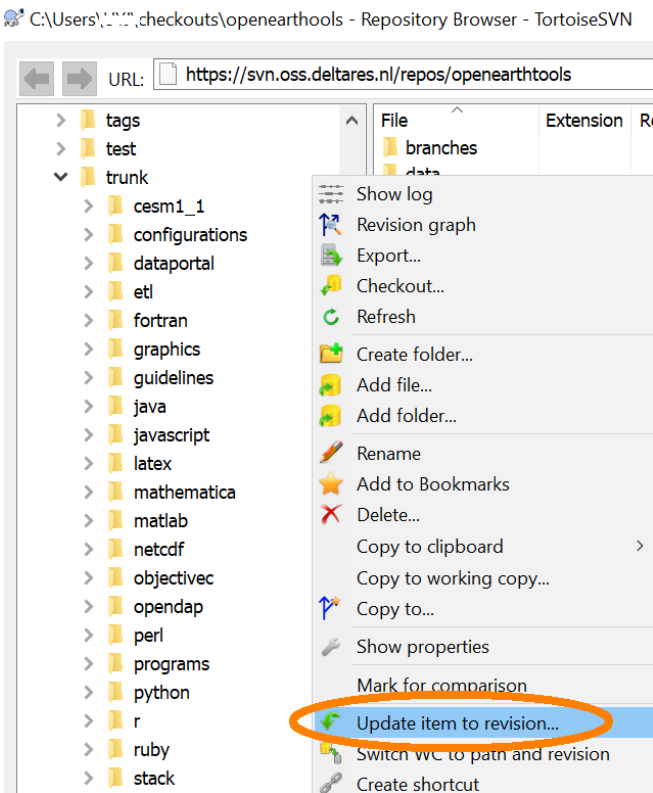 C:\Users\ checkouts\openearthools - Repository Browser - TortoiseSVN
URL: https://svn.oss.deltares.nl/repos/openearthtools
tags
test
trunk
cesm1_1
configurations
dataportal
etl
fortran
graphics
guidelines
java
javascript
latex
mathematica
matlab
netcdf
objectivec
opendap
perl
programs
python
r
ruby
stack
File Extension R
branches
data
Show log
Revision graph
Export...
Checkout...
Refresh
Create folder...
Add file...
Add folder...
Rename
Add to Bookmarks
Delete...
Copy to clipboard
Copy to working copy...
Copy to...
Show properties
Mark for comparison
Update item to revision...
Switch WC to path and revision
Create shortcut